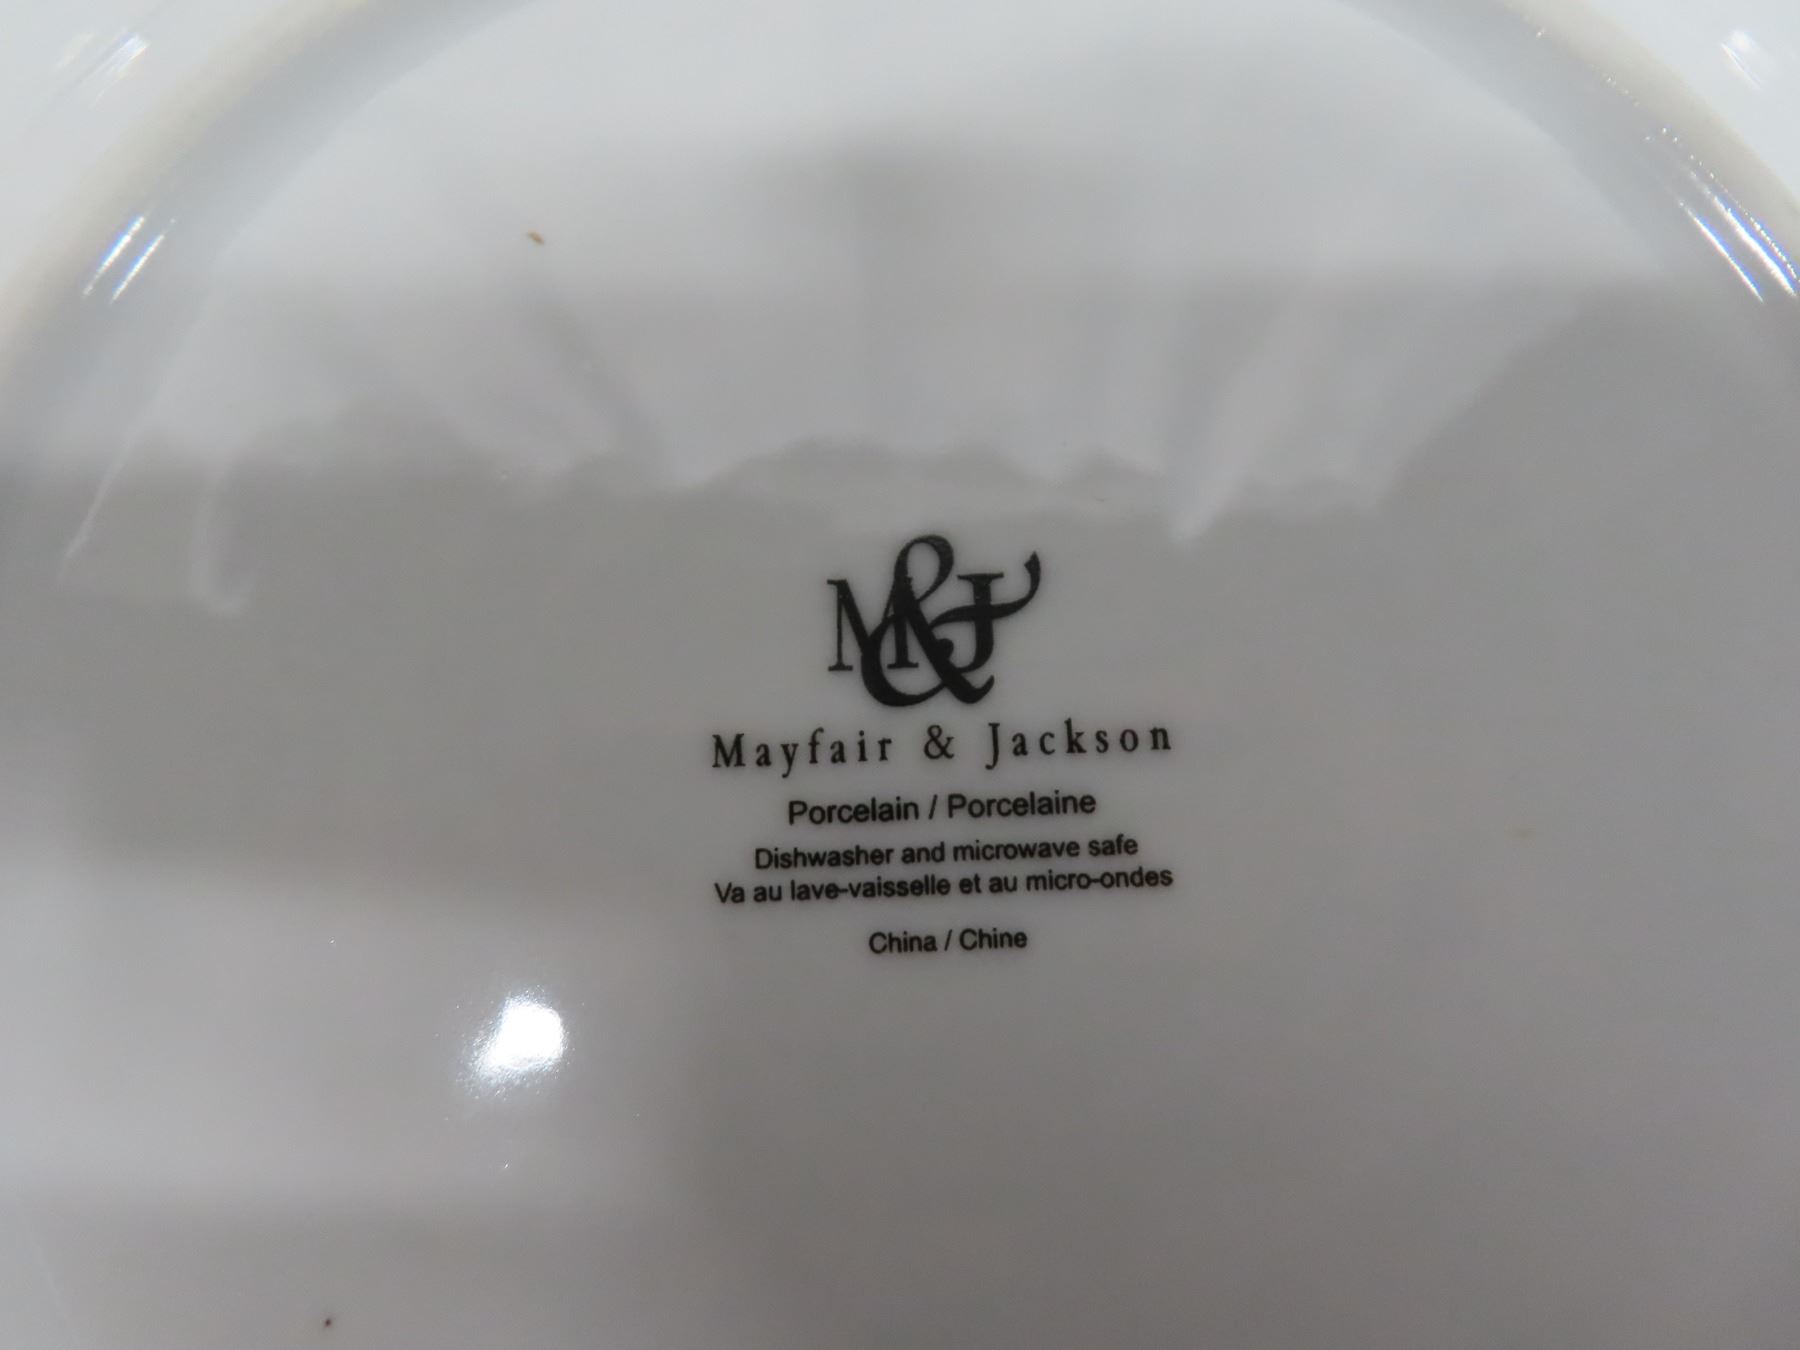 M&J
Mayfair & Jackson
Porcelain / Porcelaine
Dishwasher and microwave safe
Va au lave-vaisselle et au micro-ondes
China / Chine